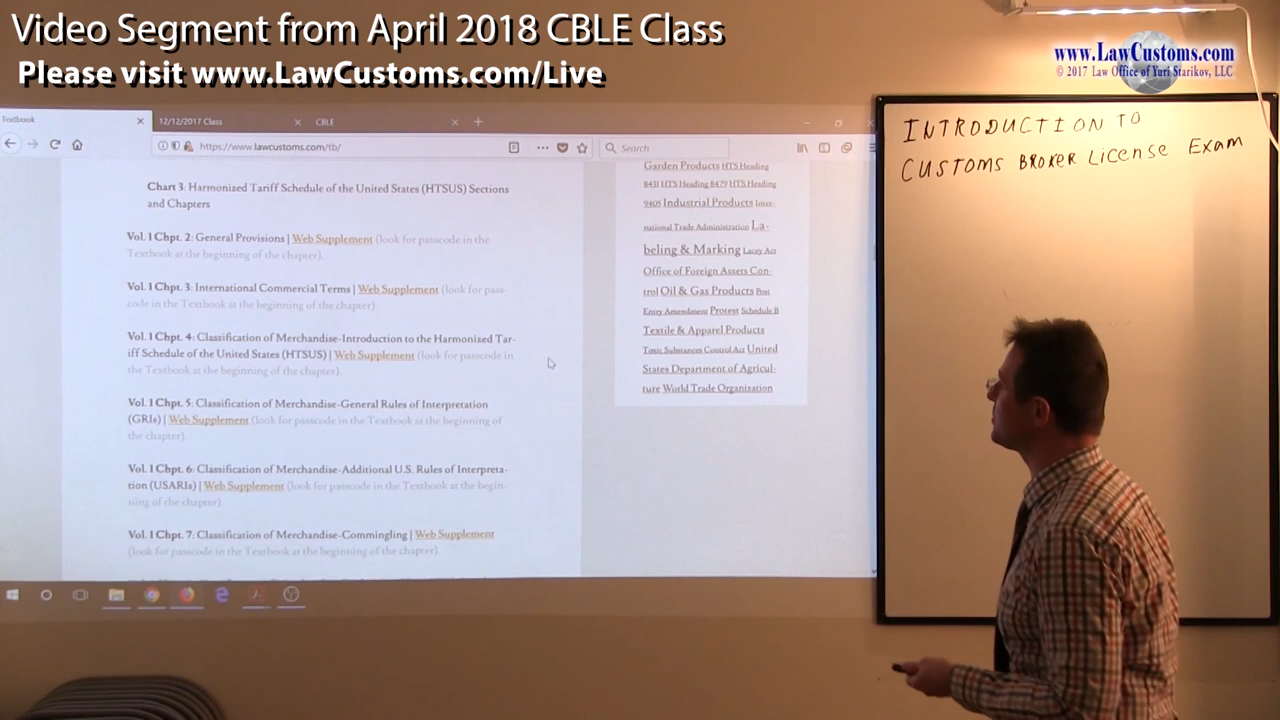 Video Segment from April 2018 CBLE Class
Please visit www.LawCustoms.com/Live
www.LawCustoms.com
© 2017 Law Office of Yuri Starikov, LLC
INTRODUCTION TO
CUSTOMS BROKER LICENSE EXAM
Textbook
12/12/2017 Class
CBLE
https://www.lawcustoms.com/tb/
Search
Chart 3: Harmonized Tariff Schedule of the United States (HTSUS) Sections
and Chapters
Vol. 1 Chpt. 2: General Provisions | Web Supplement (look for passcode in the
Textbook at the beginning of the chapter).
Vol. 1 Chpt. 3: International Commercial Terms | Web Supplement (look for pass-
code in the Textbook at the beginning of the chapter).
Vol. 1 Chpt. 4: Classification of Merchandise-Introduction to the Harmonized Tar-
iff Schedule of the United States (HTSUS) | Web Supplement (look for passcode in
the Textbook at the beginning of the chapter).
Vol. 1 Chpt. 5: Classification of Merchandise-General Rules of Interpretation
(GRIs) | Web Supplement (look for passcode in the Textbook at the beginning of
the chapter).
Vol. 1 Chpt. 6: Classification of Merchandise-Additional U.S. Rules of Interpreta-
tion (USARIs) | Web Supplement (look for passcode in the Textbook at the begin-
ning of the chapter).
Vol. 1 Chpt. 7: Classification of Merchandise-Commingling | Web Supplement
(look for passcode in the Textbook at the beginning of the chapter).
Garden Products HTS Heading
8431 HTS Heading 8479 HTS Heading
9405 Industrial Products Inter-
national Trade Administration La-
beling & Marking Lacey Act
Office of Foreign Assets Con-
trol Oil & Gas Products Post
Entry Amendment Protest Schedule B
Textile & Apparel Products
Toxic Substances Control Act United
States Department of Agricul-
ture World Trade Organization